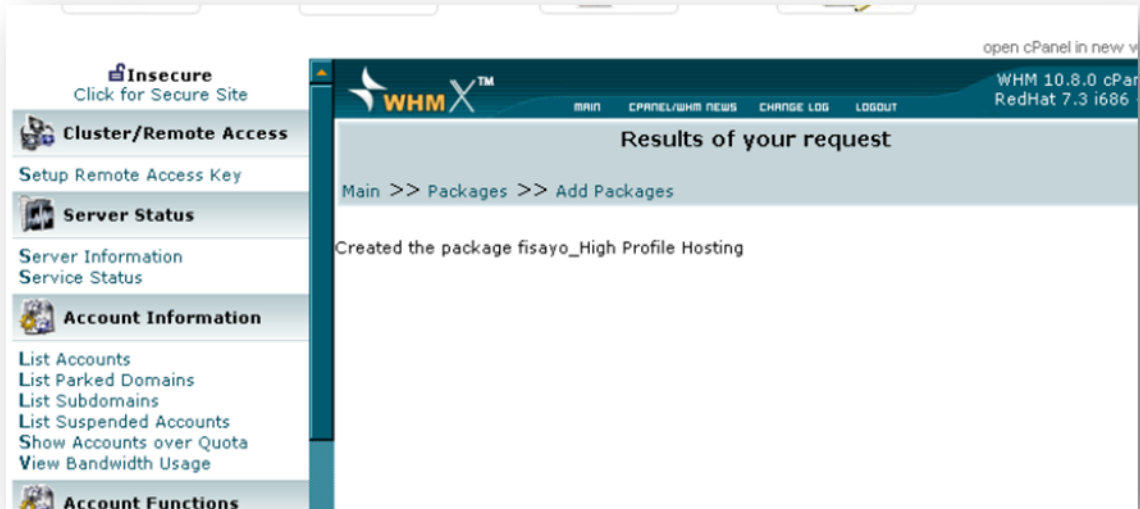 open cPanel in new
Insecure
Click for Secure Site
Cluster/Remote Access
Setup Remote Access Key
Server Status
Server Information
Service Status
Account Information
List Accounts
List Parked Domains
List Subdomains
List Suspended Accounts
Show Accounts over Quota
View Bandwidth Usage
Account Functions
WHM X™
MAIN CPANEL/WHM NEWS CHANGE LOG LOGOUT
WHM 10.8.0
RedHat 7.3 i686
Results of your request
Main >> Packages >> Add Packages
Created the package fisayo_High Profile Hosting